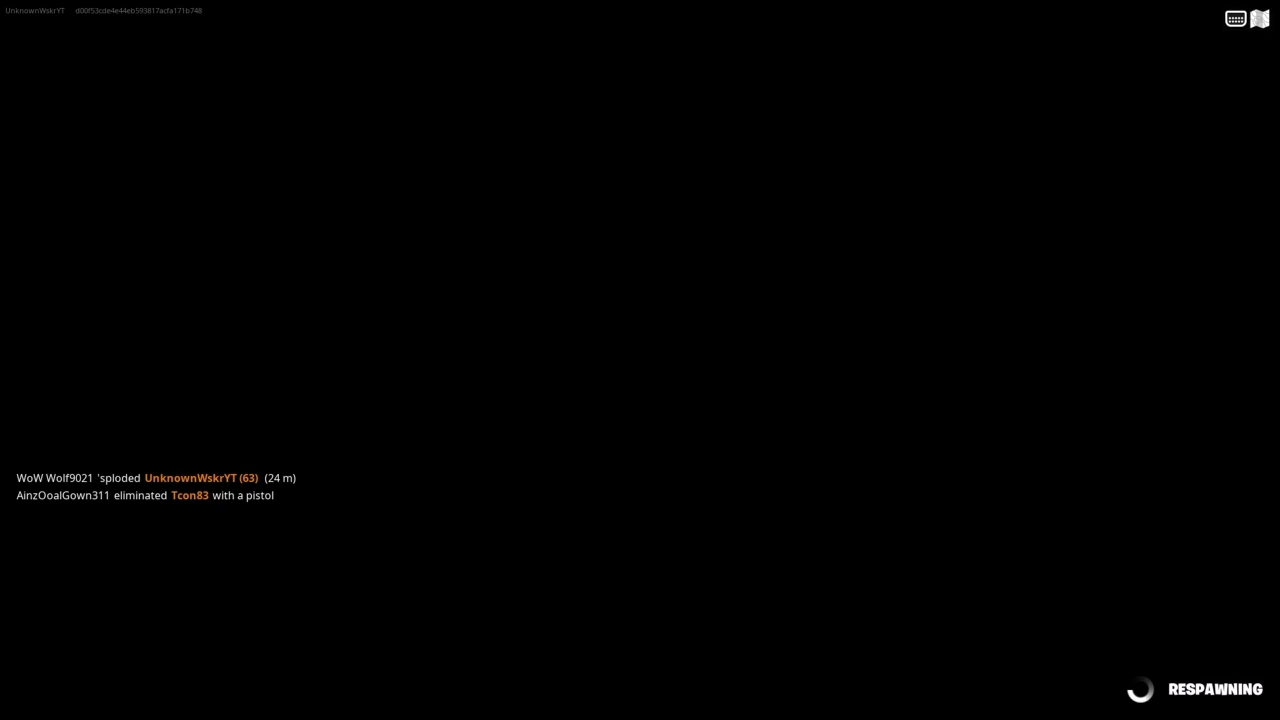 UnknownWskrYT d00f53cde4e44eb593817acfa171b748
WoW Wolf9021 'sploded UnknownWskrYT (63) (24 m)
AinzOoalGown311 eliminated Tcon83 with a pistol
RESPAWNING